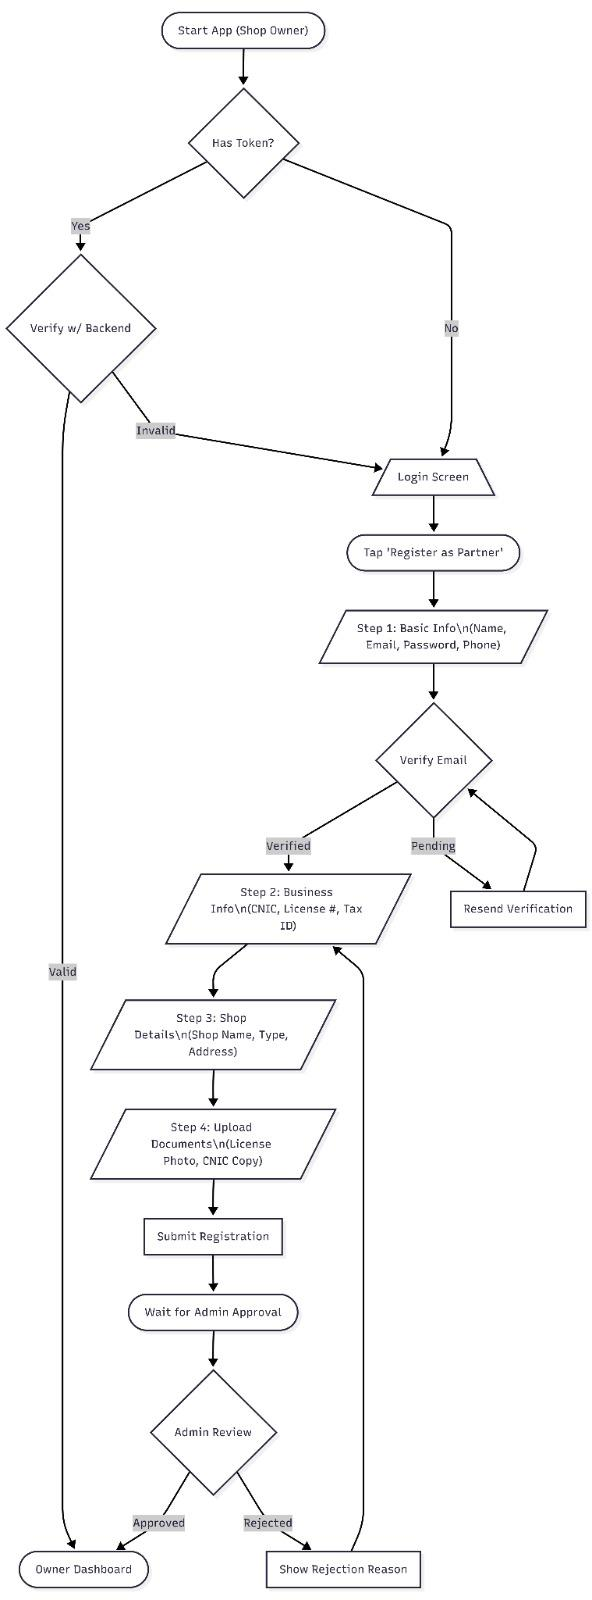 Start App (Shop Owner)
Has Token?
Yes
Verify w/ Backend
No
Invalid
Login Screen
Tap 'Register as Partner'
Step 1: Basic Info\n(Name,
Email, Password, Phone)
Verify Email
Verified
Pending
Step 2: Business
Info\n(CNIC, License #, Tax
ID)
Resend Verification
Valid
Step 3: Shop
Details\n(Shop Name, Type,
Address)
Step 4: Upload
Documents\n(License
Photo, CNIC Copy)
Submit Registration
Wait for Admin Approval
Admin Review
Approved
Rejected
Owner Dashboard
Show Rejection Reason